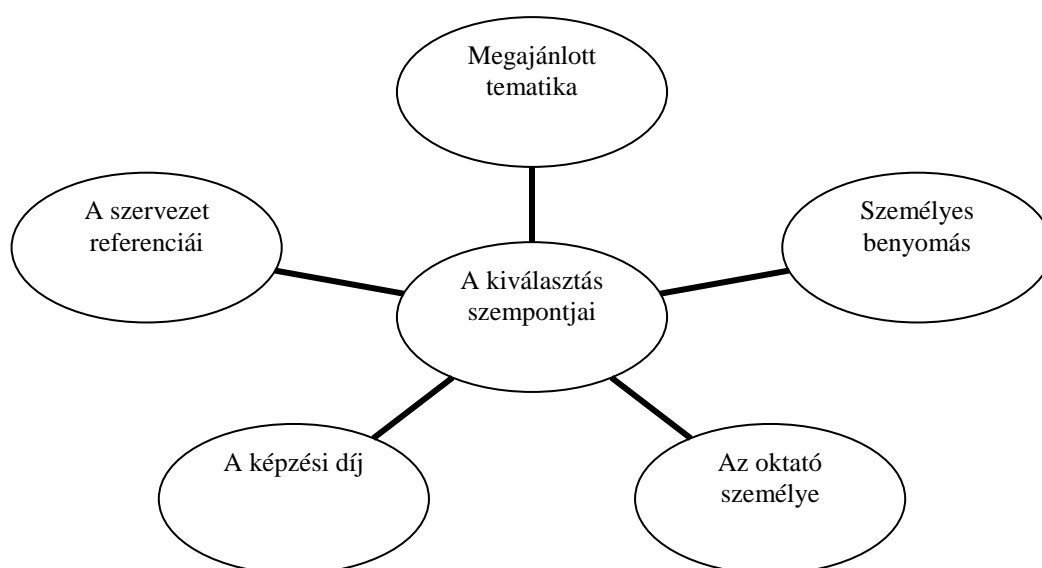 Megajánlott
tematika
A szervezet
referenciái
Személyes
benyomás
A kiválasztás
szempontjai
A képzési díj
Az oktató
személye